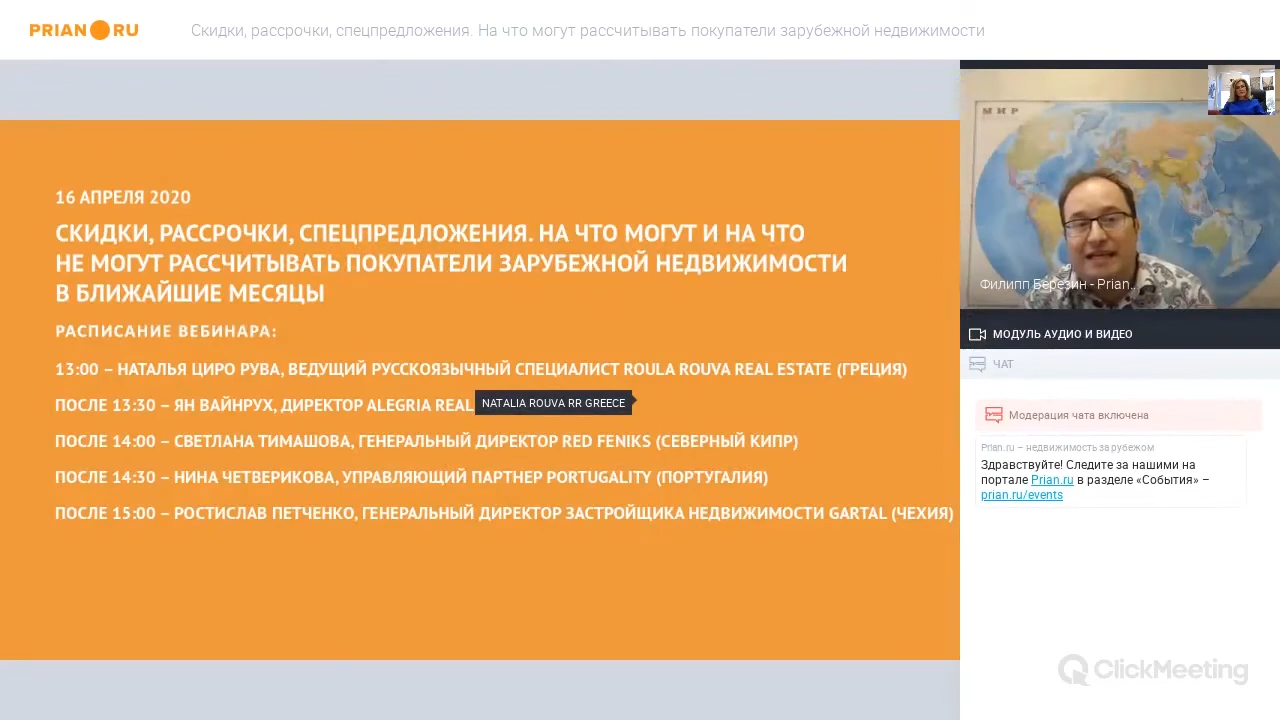 PRIAN RU
Скидки, рассрочки, спецпредложения. На что могут рассчитывать покупатели зарубежной недвижимости
16 АПРЕЛЯ 2020
СКИДКИ, РАССРОЧКИ, СПЕЦПРЕДЛОЖЕНИЯ. НА ЧТО МОГУТ И НА ЧТО
НЕ МОГУТ РАССЧИТЫВАТЬ ПОКУПАТЕЛИ ЗАРУБЕЖНОЙ НЕДВИЖИМОСТИ
В БЛИЖАЙШИЕ МЕСЯЦЫ
РАСПИСАНИЕ ВЕБИНАРА:
13:00 – НАТАЛЬЯ ЦИРО РУВА, ВЕДУЩИЙ РУССКОЯЗЫЧНЫЙ СПЕЦИАЛИСТ ROULA ROUVA REAL ESTATE (ГРЕЦИЯ)
ПОСЛЕ 13:30 – ЯН ВАЙНРУХ, ДИРЕКТОР ALEGRIA REAL
NATALIA ROUVA RR GREECE
ПОСЛЕ 14:00 – СВЕТЛАНА ТИМАШОВА, ГЕНЕРАЛЬНЫЙ ДИРЕКТОР RED FENIKS (СЕВЕРНЫЙ КИПР)
ПОСЛЕ 14:30 – НИНА ЧЕТВЕРИКОВА, УПРАВЛЯЮЩИЙ ПАРТНЕР PORTUGALITY (ПОРТУГАЛИЯ)
ПОСЛЕ 15:00 – РОСТИСЛАВ ПЕТЧЕНКО, ГЕНЕРАЛЬНЫЙ ДИРЕКТОР ЗАСТРОЙЩИКА НЕДВИЖИМОСТИ GARTAL (ЧЕХИЯ)
МИР
Филипп Березин - Prian..
МОДУЛЬ АУДИО И ВИДЕО
ЧАТ
Модерация чата включена
Prian.ru – недвижимость за рубежом
Здравствуйте! Следите за нашими на
портале Prian.ru в разделе «События» –
prian.ru/events
ClickMeeting